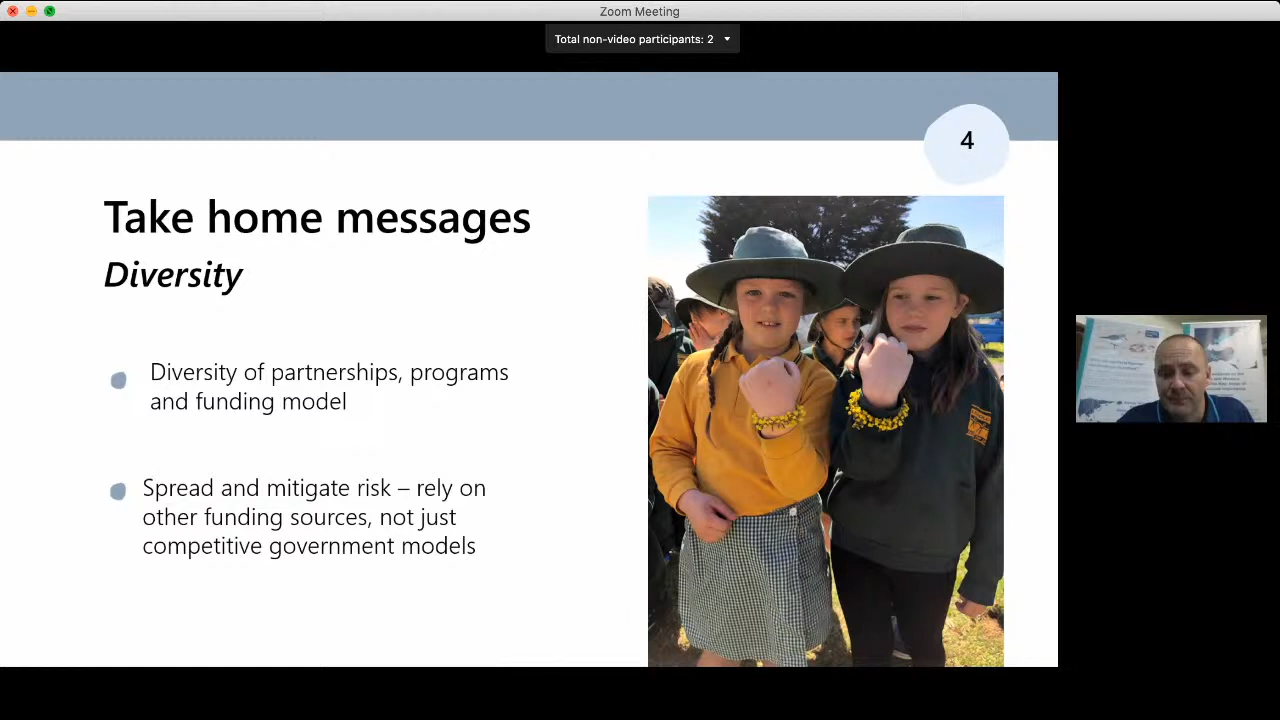 Zoom Meeting
Total non-video participants: 2
4
Take home messages
Diversity
Diversity of partnerships, programs
and funding model
Spread and mitigate risk – rely on
other funding sources, not just
competitive government models